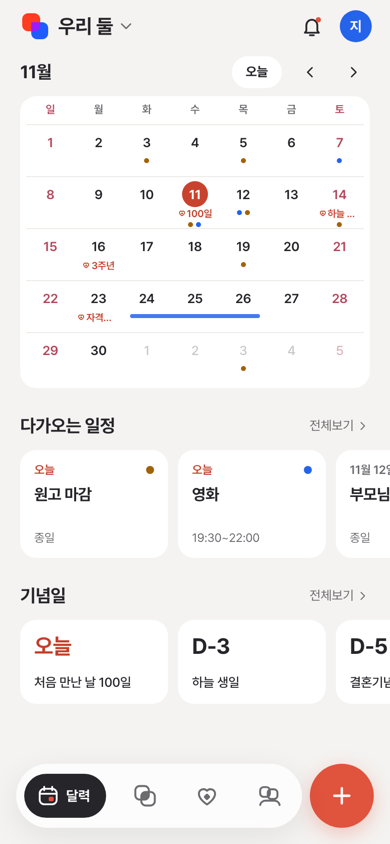 우리 둘
지
11월
오늘
일 월 화 수 목 금 토
1 2 3 4 5 6 7
8 9 10 11 12 13 14
100일 하늘 ...
15 16 17 18 19 20 21
3주년
22 23 24 25 26 27 28
자격...
29 30 1 2 3 4 5
다가오는 일정
전체보기
오늘 오늘 11월 12일
원고 마감 영화 부모님
종일 19:30~22:00 종일
기념일
전체보기
오늘 D-3 D-5
처음 만난 날 100일 하늘 생일 결혼기념
달력